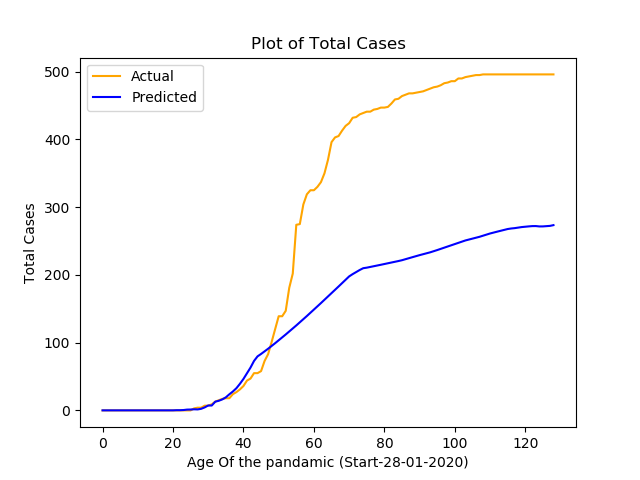 Plot of Total Cases
Actual
Predicted
500
400
300
200
100
0
Total Cases
0 20 40 60 80 100 120
Age Of the pandamic (Start-28-01-2020)